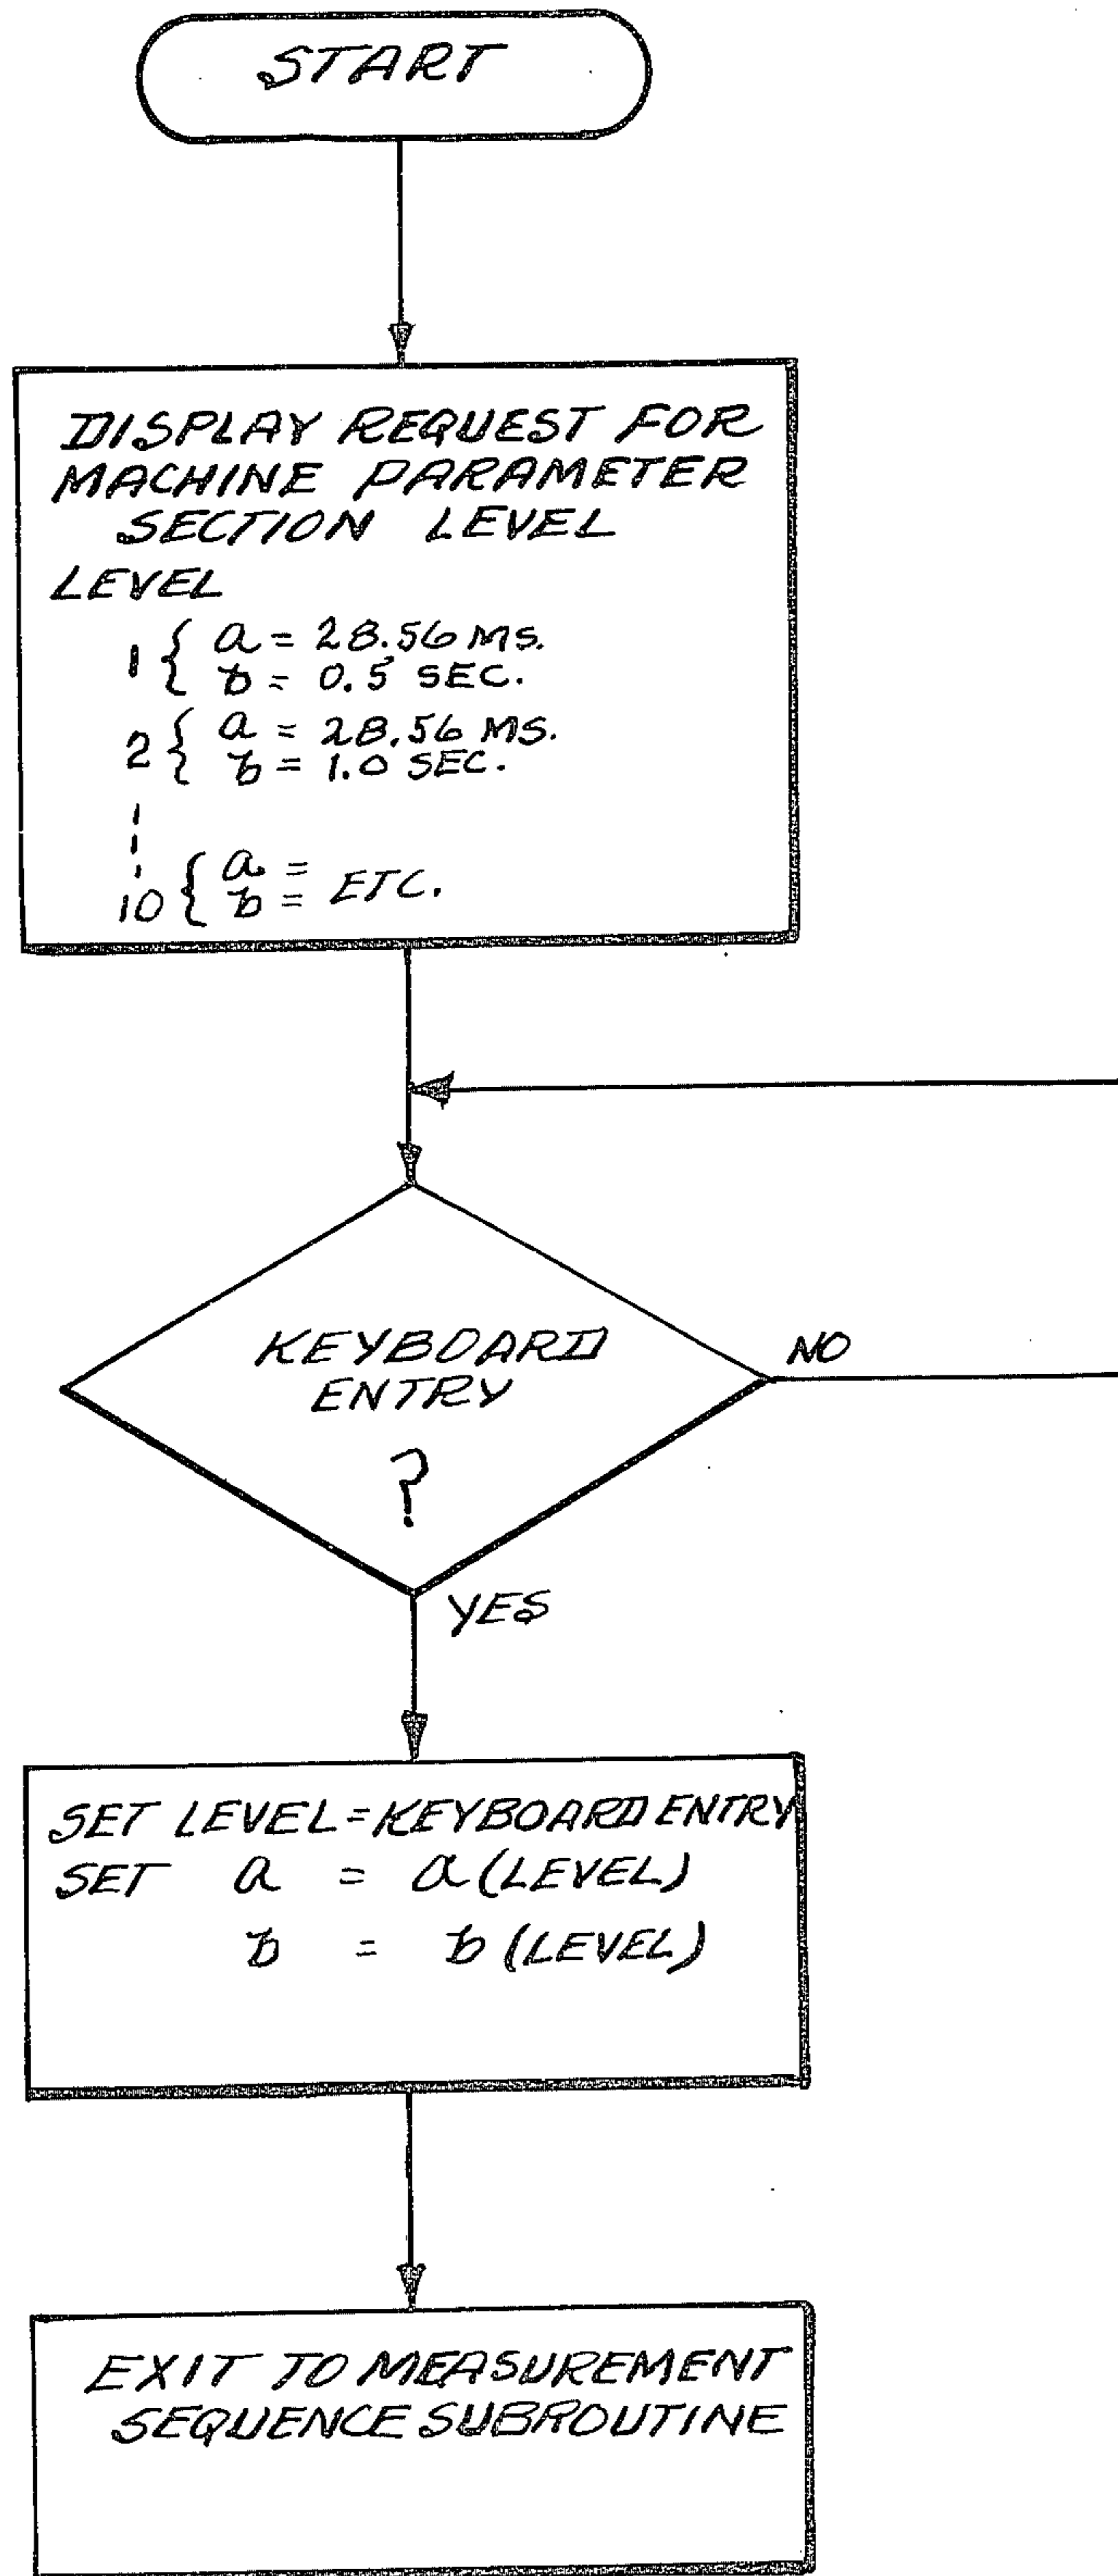 START
DISPLAY REQUEST FOR
MACHINE PARAMETER
SECTION LEVEL
LEVEL
1 { a = 28.56 MS.
b = 0.5 SEC.
2 { a = 28.56 MS.
b = 1.0 SEC.
10 { a =
b = ETC.
KEYBOARD
ENTRY
?
NO
YES
SET LEVEL = KEYBOARD ENTRY
SET a = a (LEVEL)
b = b (LEVEL)
EXIT TO MEASUREMENT
SEQUENCE SUBROUTINE